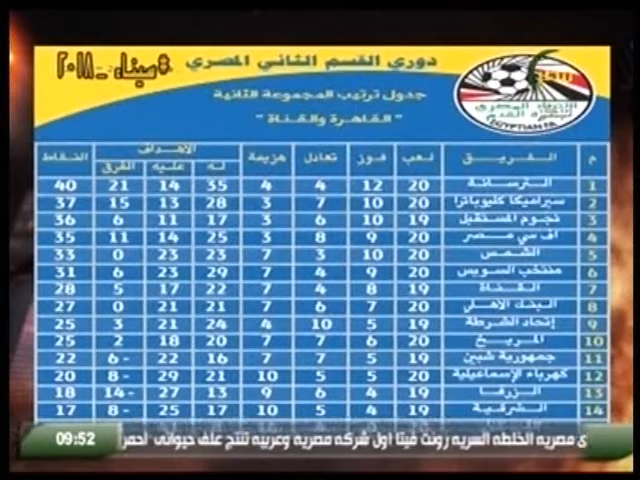 دوري القسم الثاني المصري
سيناء - ٢٠١٨
جدول ترتيب المجموعة الثانية
" القاهرة والقناة "
الاتحاد المصري
لكرة القدم
EGYPTIAN F.A
م الفريق لعب فوز تعادل هزيمة الاهداف النقاط
له عليه الفرق
1 الترسانة 20 12 4 4 35 14 21 40
2 سيراميكا كليوباترا 20 10 7 3 28 13 15 37
3 نجوم المستقبل 19 10 6 3 17 11 6 36
4 اف سي مصر 20 9 8 3 25 14 11 35
5 الشمس 20 10 3 7 23 23 0 33
6 منتخب السويس 20 9 4 7 29 23 6 31
7 القناة 19 8 4 7 22 17 5 28
8 البنك الاهلي 20 7 6 7 21 21 0 27
9 إتحاد الشرطة 19 5 10 4 24 21 3 25
10 المريخ 20 6 7 7 20 18 2 25
11 جمهورية شبين 19 5 7 7 16 22 6- 22
12 كهرباء الإسماعيلية 20 5 5 10 21 29 8- 20
13 الزرقا 19 4 6 9 13 27 14- 18
14 الشرقية 19 4 5 10 17 25 8- 17
ى مصريه الخلطه السريه رونت فيتا اول شركه مصريه وعربيه تنتج علف حيوانى احمر
09:52